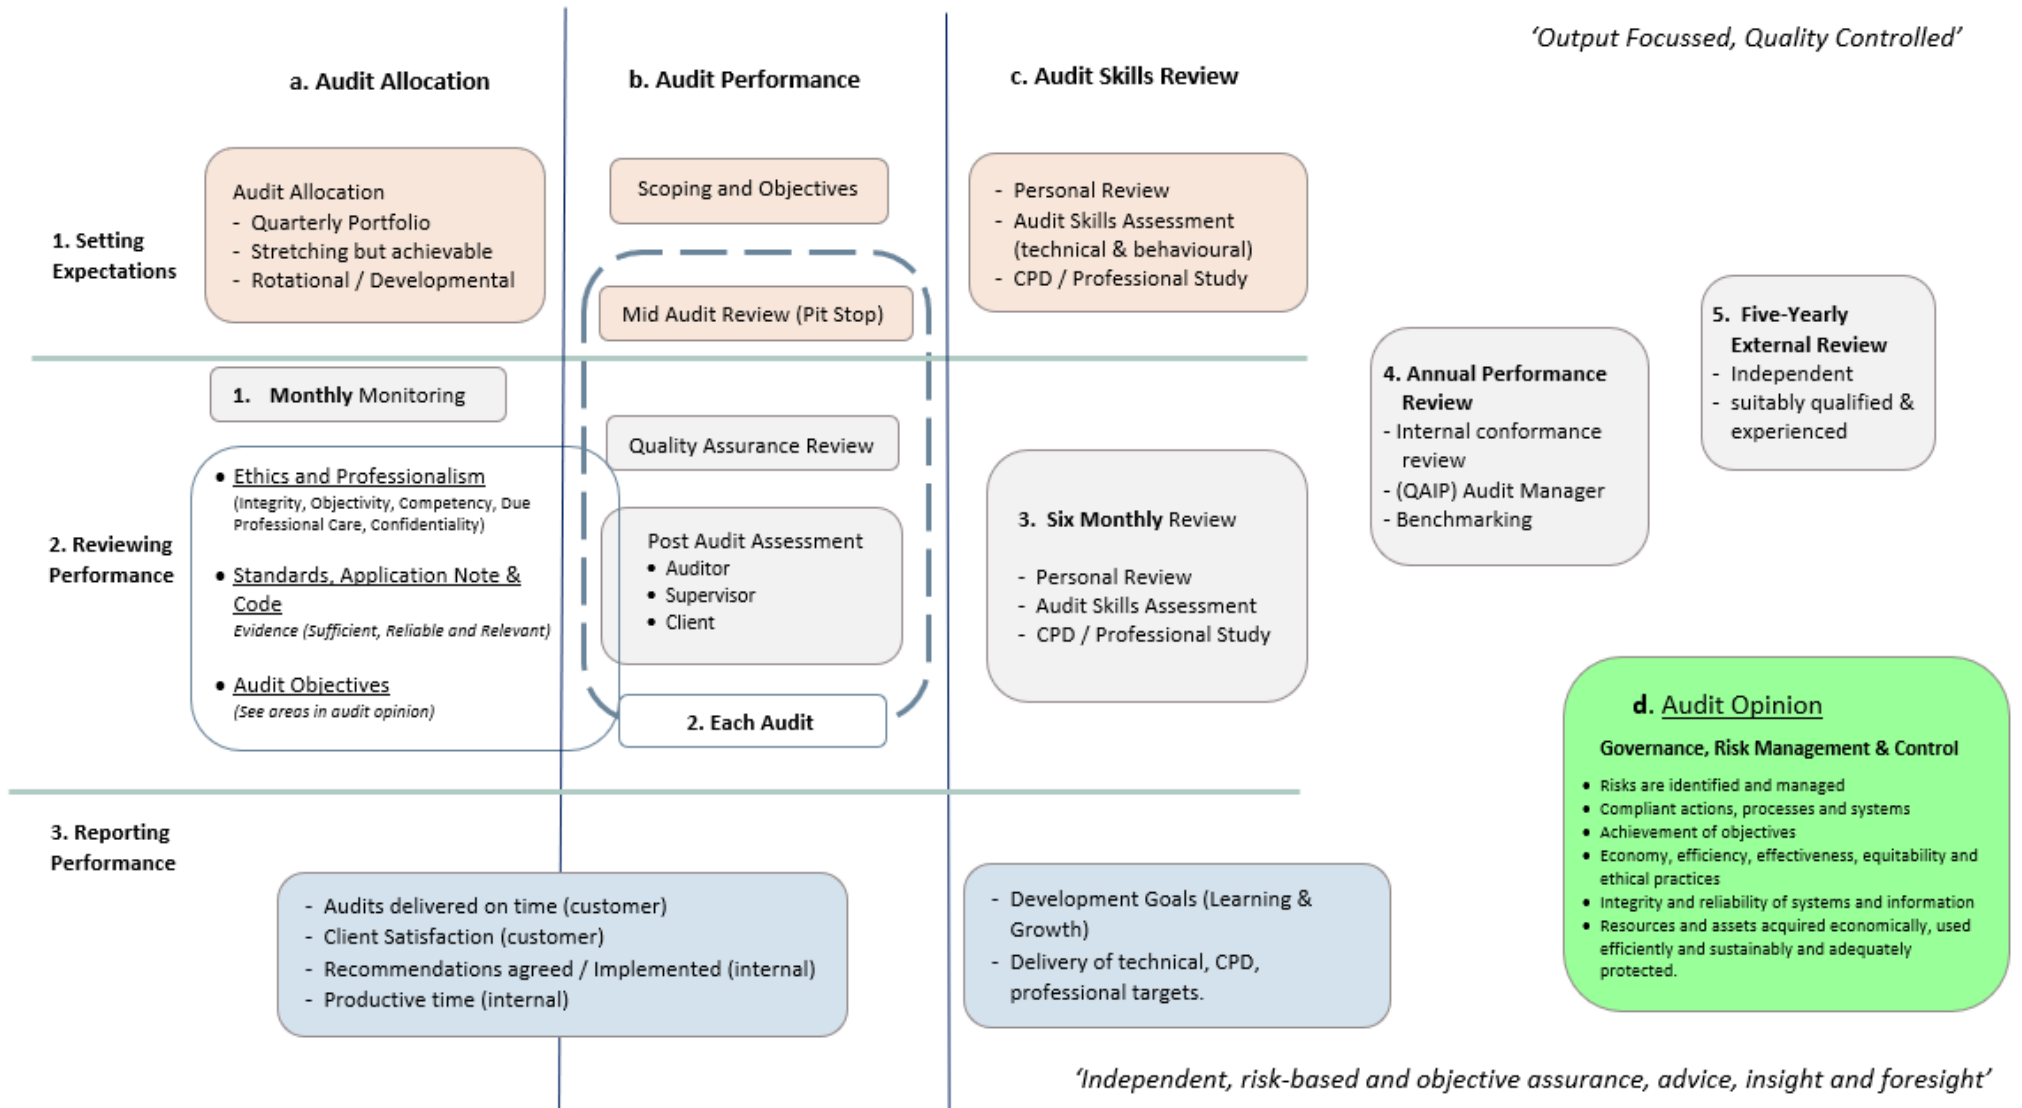 ‘Output Focussed, Quality Controlled’
a. Audit Allocation
b. Audit Performance
c. Audit Skills Review
1. Setting
Expectations
Audit Allocation
- Quarterly Portfolio
- Stretching but achievable
- Rotational / Developmental
Scoping and Objectives
Mid Audit Review (Pit Stop)
- Personal Review
- Audit Skills Assessment
(technical & behavioural)
- CPD / Professional Study
2. Reviewing
Performance
1. Monthly Monitoring
• Ethics and Professionalism
(Integrity, Objectivity, Competency, Due
Professional Care, Confidentiality)
• Standards, Application Note &
Code
Evidence (Sufficient, Reliable and Relevant)
• Audit Objectives
(See areas in audit opinion)
Quality Assurance Review
Post Audit Assessment
• Auditor
• Supervisor
• Client
2. Each Audit
3. Six Monthly Review
- Personal Review
- Audit Skills Assessment
- CPD / Professional Study
4. Annual Performance
Review
- Internal conformance
review
- (QAIP) Audit Manager
- Benchmarking
5. Five-Yearly
External Review
- Independent
- suitably qualified &
experienced
3. Reporting
Performance
- Audits delivered on time (customer)
- Client Satisfaction (customer)
- Recommendations agreed / Implemented (internal)
- Productive time (internal)
- Development Goals (Learning &
Growth)
- Delivery of technical, CPD,
professional targets.
d. Audit Opinion
Governance, Risk Management & Control
• Risks are identified and managed
• Compliant actions, processes and systems
• Achievement of objectives
• Economy, efficiency, effectiveness, equitability and
ethical practices
• Integrity and reliability of systems and information
• Resources and assets acquired economically, used
efficiently and sustainably and adequately
protected.
‘Independent, risk-based and objective assurance, advice, insight and foresight’